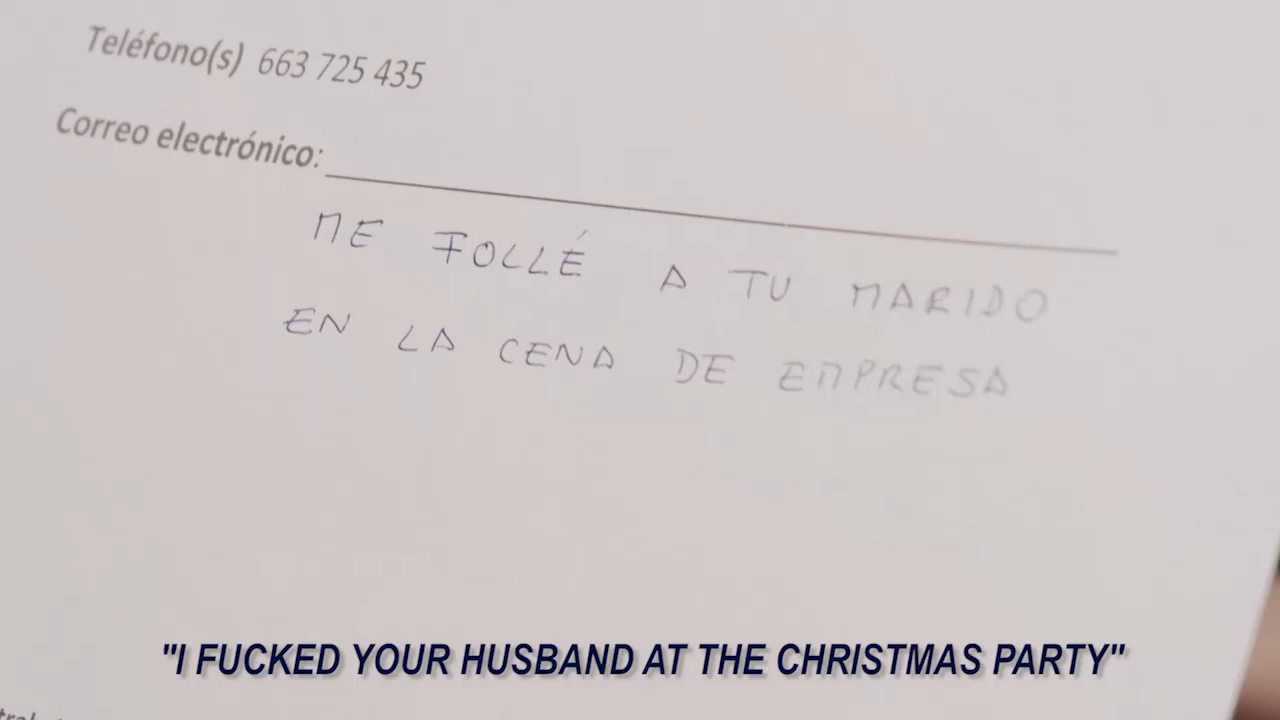 Teléfono(s) 663 725 435
Correo electrónico:
ME FOLLÉ A TU MARIDO
EN LA CENA DE EMPRESA
"I FUCKED YOUR HUSBAND AT THE CHRISTMAS PARTY"